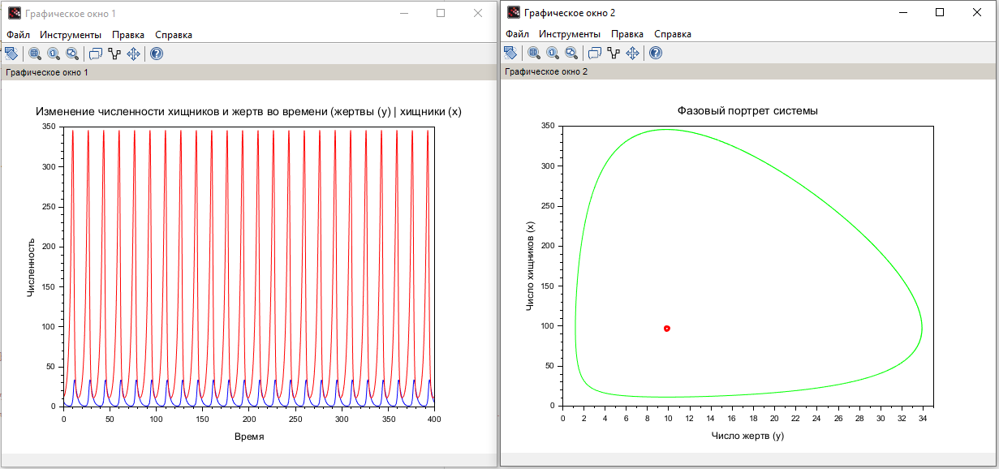 Графическое окно 1
Файл Инструменты Правка Справка
Графическое окно 1
Изменение численности хищников и жертв во времени (жертвы (y) | хищники (x)
Численность
350
300
250
200
150
100
50
0
0 50 100 150 200 250 300 350 400
Время
Графическое окно 2
Файл Инструменты Правка Справка
Графическое окно 2
Фазовый портрет системы
Число хищников (x)
350
300
250
200
150
100
50
0
0 2 4 6 8 10 12 14 16 18 20 22 24 26 28 30 32 34
Число жертв (y)